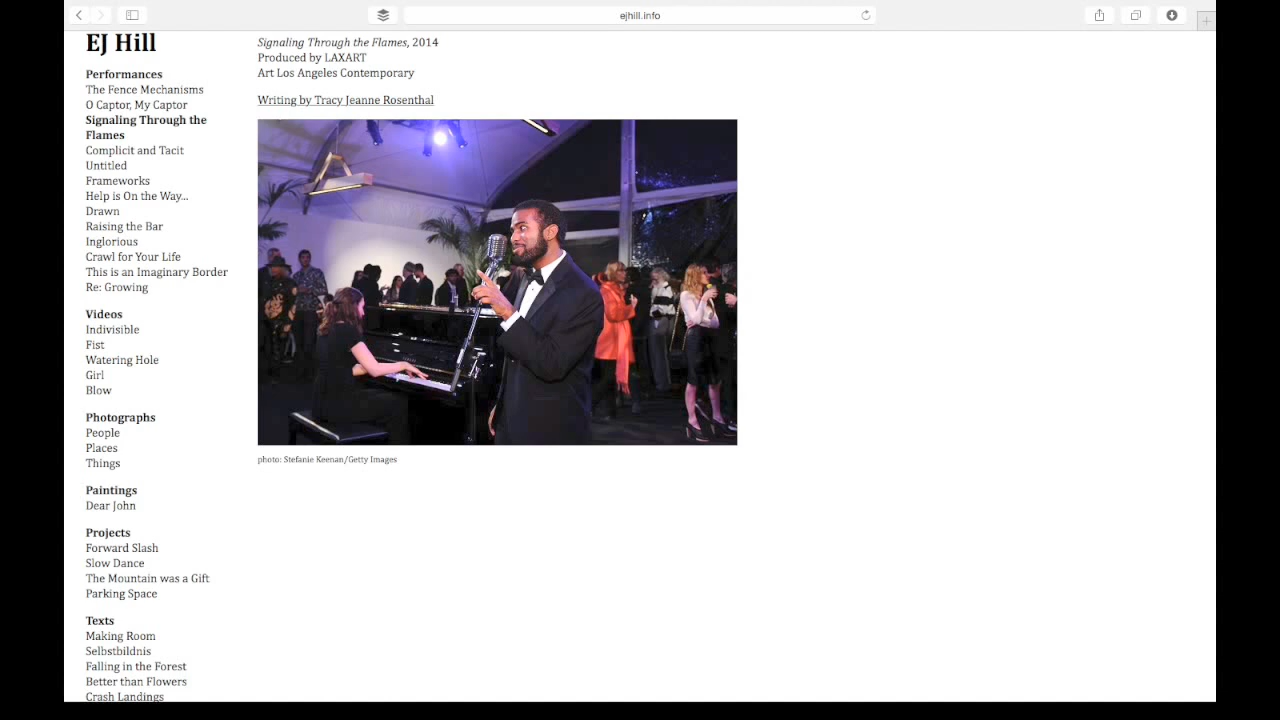 ejhill.info
EJ Hill
Performances
The Fence Mechanisms
O Captor, My Captor
Signaling Through the
Flames
Complicit and Tacit
Untitled
Frameworks
Help is On the Way...
Drawn
Raising the Bar
Inglorious
Crawl for Your Life
This is an Imaginary Border
Re: Growing
Videos
Indivisible
Fist
Watering Hole
Girl
Blow
Photographs
People
Places
Things
Paintings
Dear John
Projects
Forward Slash
Slow Dance
The Mountain was a Gift
Parking Space
Texts
Making Room
Selbstbildnis
Falling in the Forest
Better than Flowers
Crash Landings
Signaling Through the Flames, 2014
Produced by LAXART
Art Los Angeles Contemporary
Writing by Tracy Jeanne Rosenthal
photo: Stefanie Keenan/Getty Images